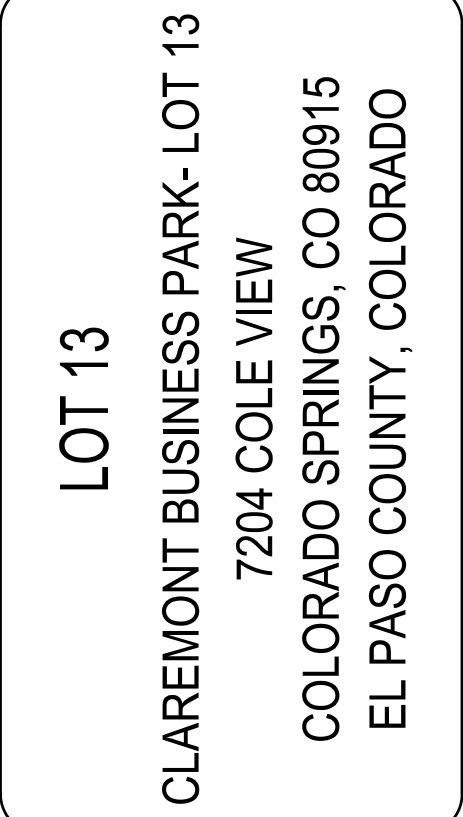 LOT 13
CLAREMONT BUSINESS PARK- LOT 13
7204 COLE VIEW
COLORADO SPRINGS, CO 80915
EL PASO COUNTY, COLORADO